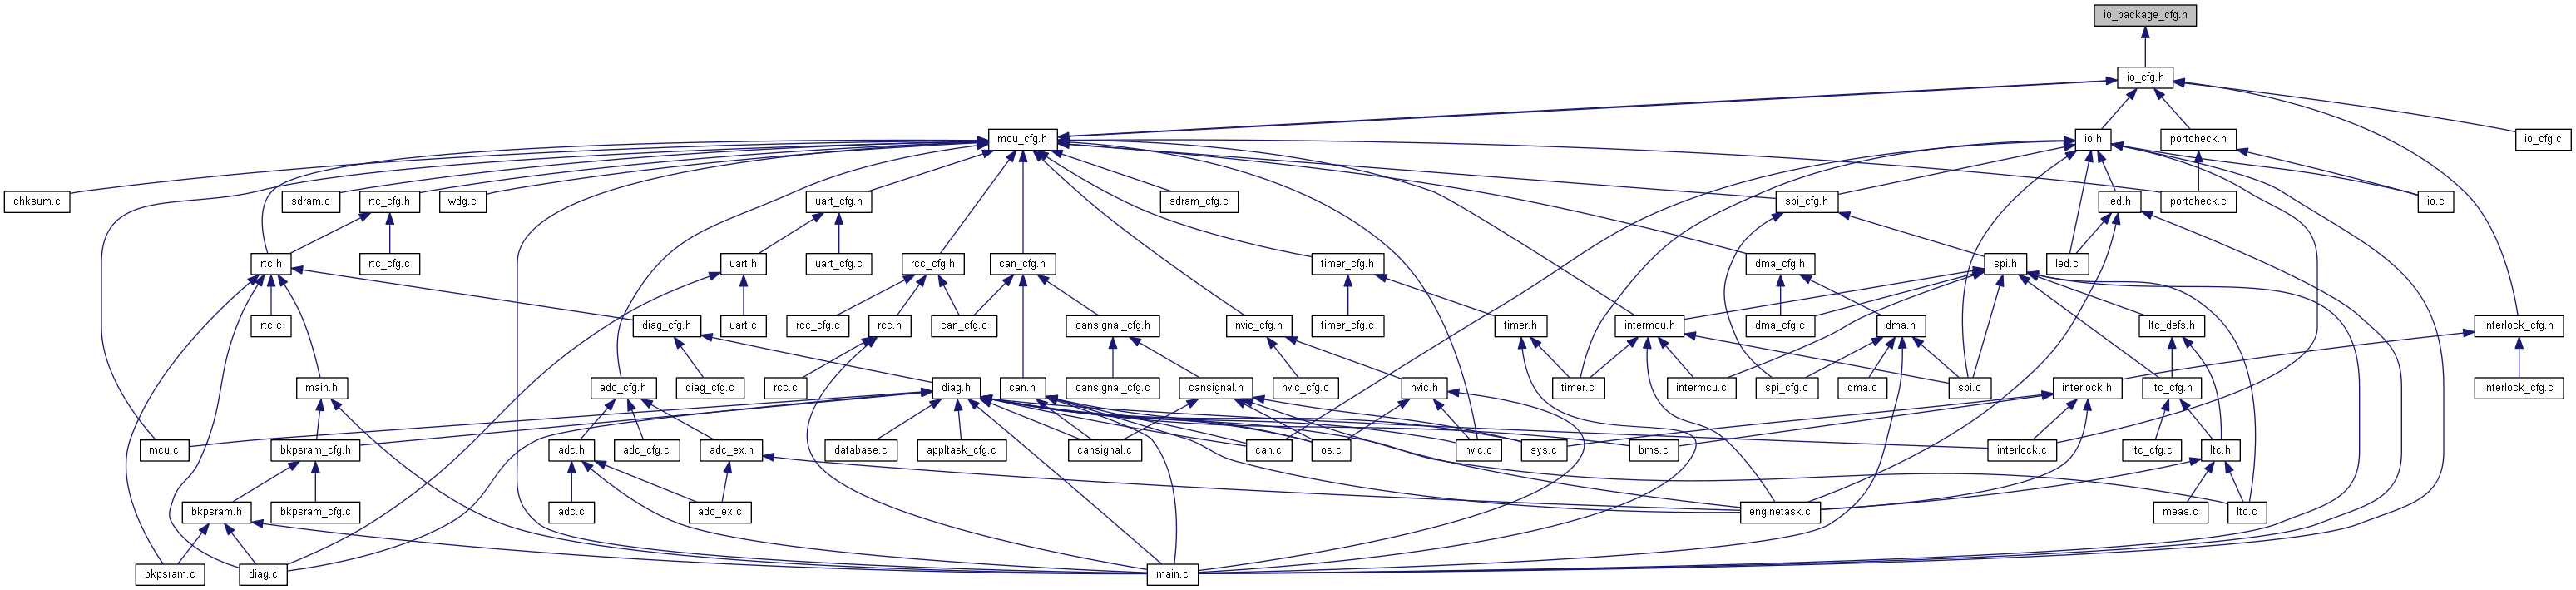 io_package_cfg.h
io_cfg.h
mcu_cfg.h
io.h
portcheck.h
io_cfg.c
chksum.c
sdram.c
rtc_cfg.h
wdg.c
uart_cfg.h
sdram_cfg.c
spi_cfg.h
led.h
portcheck.c
io.c
rtc.h
rtc_cfg.c
uart.h
uart_cfg.c
rcc_cfg.h
can_cfg.h
timer_cfg.h
dma_cfg.h
spi.h
led.c
rtc.c
diag_cfg.h
uart.c
rcc_cfg.c
rcc.h
can_cfg.c
cansignal_cfg.h
nvic_cfg.h
timer_cfg.c
timer.h
intermcu.h
dma_cfg.c
dma.h
ltc_defs.h
interlock_cfg.h
main.h
adc_cfg.h
diag_cfg.c
rcc.c
diag.h
can.h
cansignal_cfg.c
cansignal.h
nvic_cfg.c
nvic.h
timer.c
intermcu.c
spi_cfg.c
dma.c
spi.c
interlock.h
ltc_cfg.h
interlock_cfg.c
mcu.c
bkpsram_cfg.h
adc.h
adc_cfg.c
adc_ex.h
database.c
appltask_cfg.c
cansignal.c
can.c
os.c
nvic.c
sys.c
bms.c
interlock.c
ltc_cfg.c
ltc.h
bkpsram.h
bkpsram_cfg.c
adc.c
adc_ex.c
enginetask.c
meas.c
ltc.c
bkpsram.c
diag.c
main.c